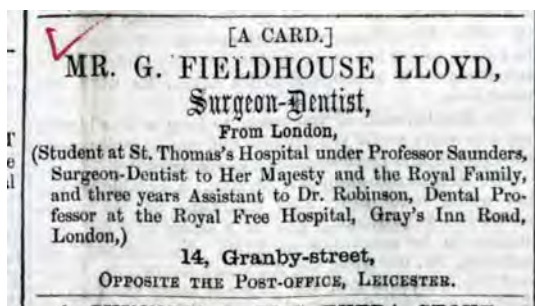 [A CARD.]
MR. G. FIELDHOUSE LLOYD,
Surgeon-Dentist,
From London,
(Student at St. Thomas's Hospital under Professor Saunders,
Surgeon-Dentist to Her Majesty and the Royal Family,
and three years Assistant to Dr. Robinson, Dental Pro-
fessor at the Royal Free Hospital, Gray's Inn Road,
London,)
14, Granby-street,
OPPOSITE THE POST-OFFICE, LEICESTER.